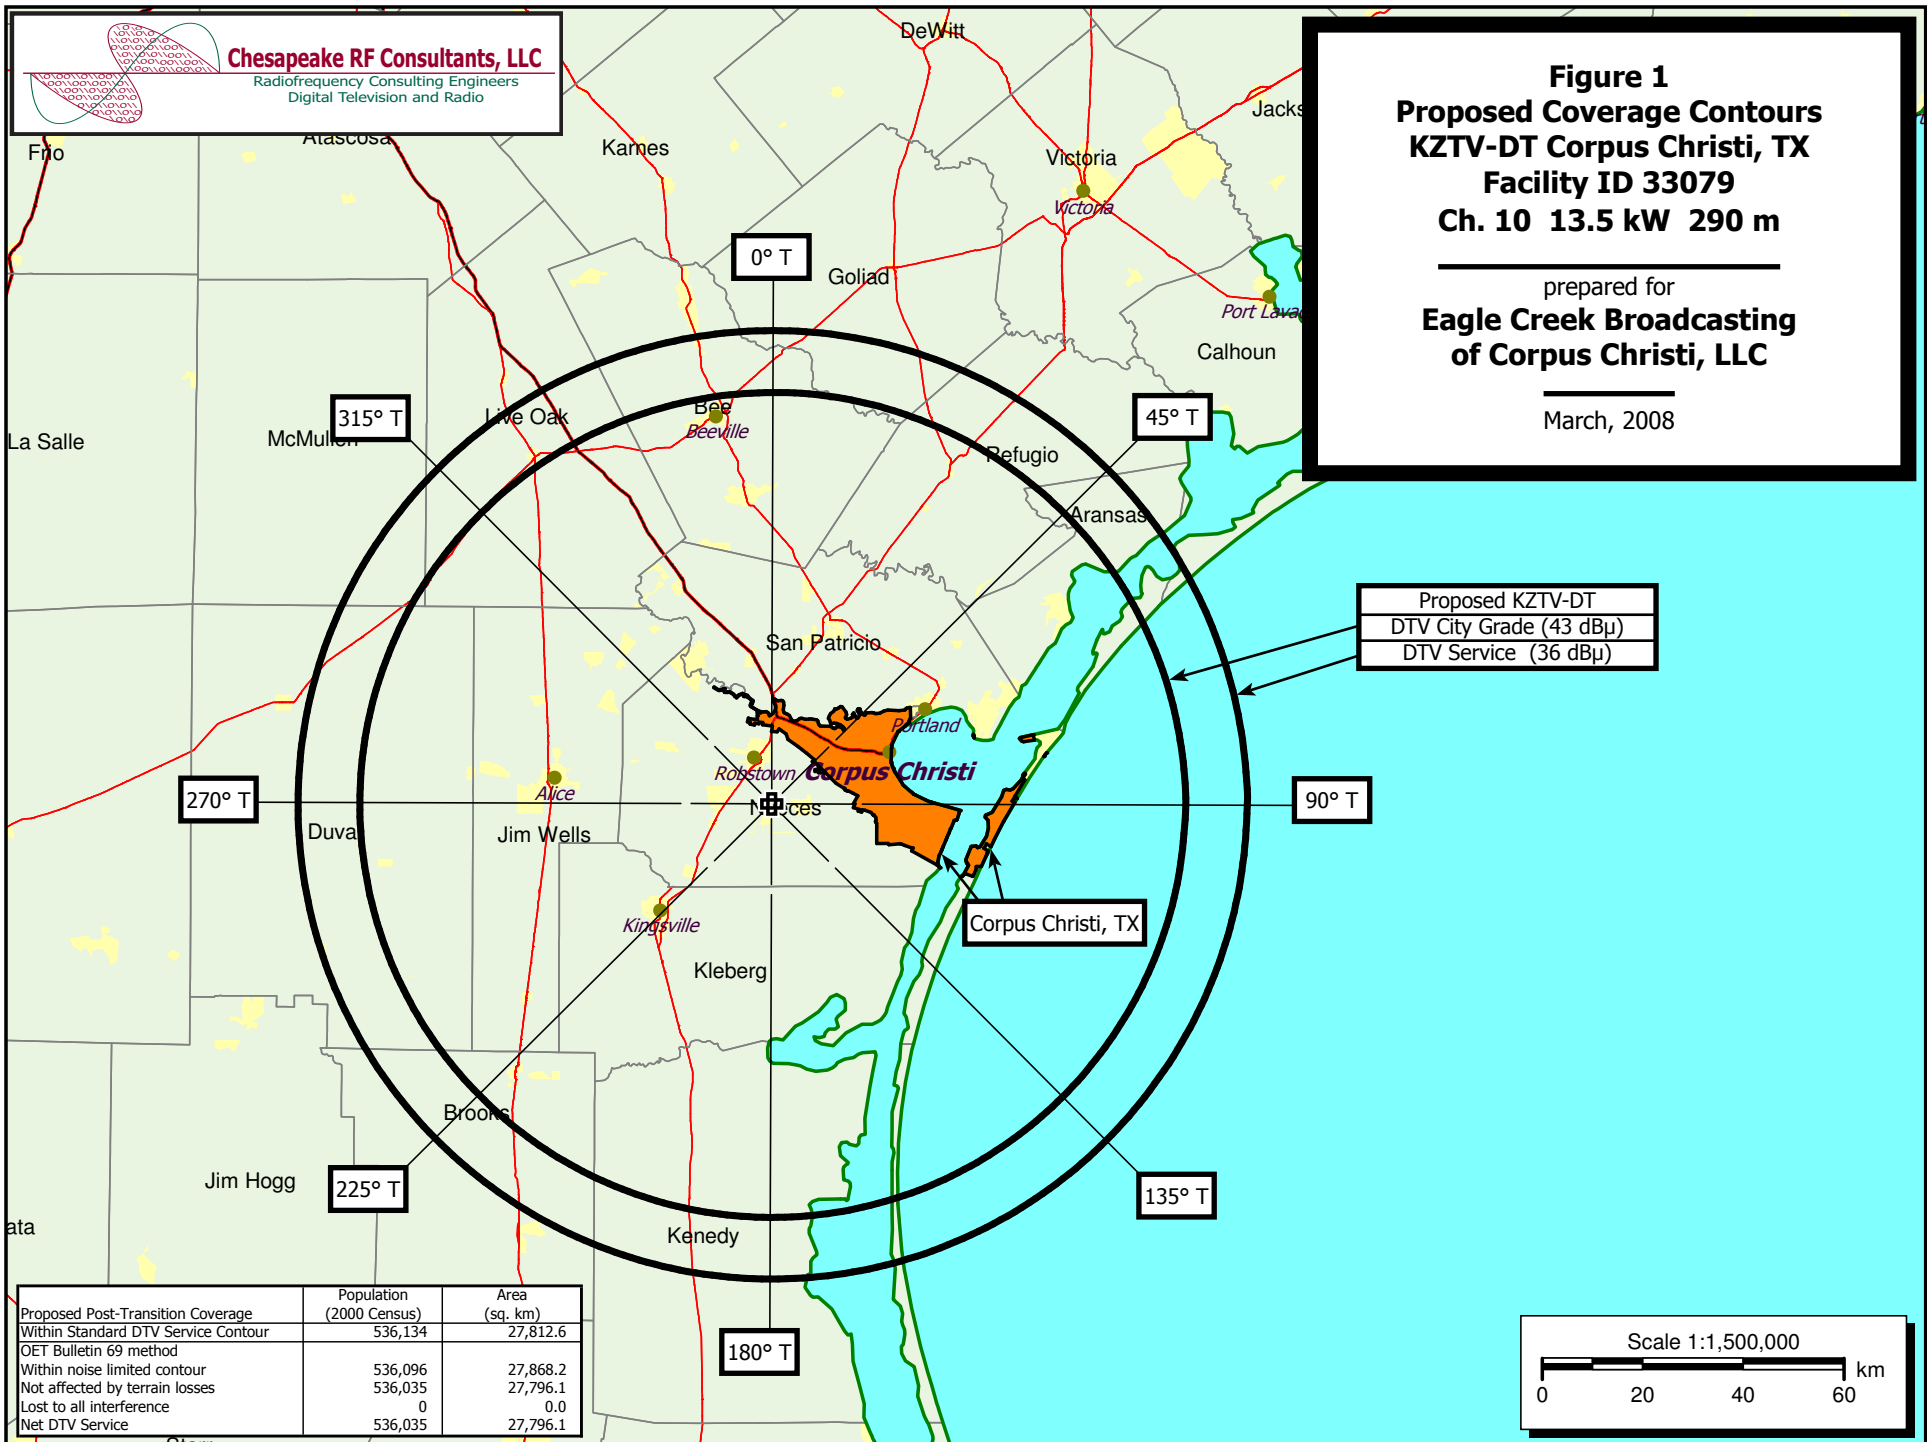 Chesapeake RF Consultants, LLC
Radiofrequency Consulting Engineers
Digital Television and Radio
Figure 1
Proposed Coverage Contours
KZTV-DT Corpus Christi, TX
Facility ID 33079
Ch. 10 13.5 kW 290 m
prepared for
Eagle Creek Broadcasting
of Corpus Christi, LLC
March, 2008
DeWitt
Jacks
Frio
Atascosa
Karnes
Victoria
Victoria
0° T
Goliad
Port Lavac
Calhoun
315° T
Live Oak
Bee
Beeville
45° T
La Salle
McMullen
Refugio
Aransas
Proposed KZTV-DT
DTV City Grade (43 dBµ)
DTV Service (36 dBµ)
San Patricio
Portland
Robstown
Corpus Christi
Alice
270° T
Nueces
90° T
Duval
Jim Wells
Kingsville
Corpus Christi, TX
Kleberg
Brooks
Jim Hogg
225° T
135° T
ata
Kenedy
180° T
Proposed Post-Transition Coverage Population (2000 Census) Area (sq. km)
Within Standard DTV Service Contour 536,134 27,812.6
OET Bulletin 69 method
Within noise limited contour 536,096 27,868.2
Not affected by terrain losses 536,035 27,796.1
Lost to all interference 0 0.0
Net DTV Service 536,035 27,796.1
Scale 1:1,500,000
km
0 20 40 60